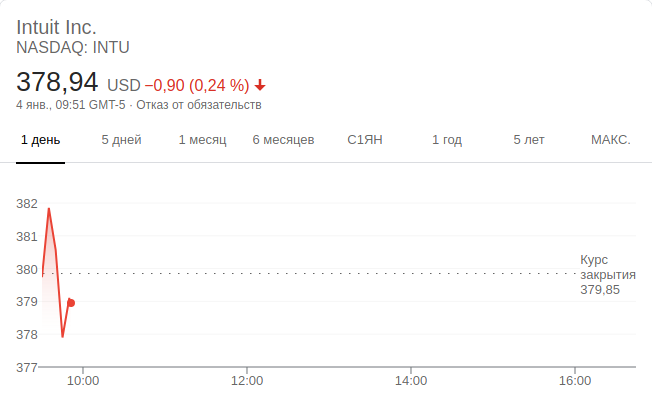 Intuit Inc.
NASDAQ: INTU
378,94 USD −0,90 (0,24 %)
4 янв., 09:51 GMT-5 · Отказ от обязательств
1 день 5 дней 1 месяц 6 месяцев С1ЯН 1 год 5 лет МАКС.
382
381
380
379
378
377
Курс
закрытия
379,85
10:00 12:00 14:00 16:00